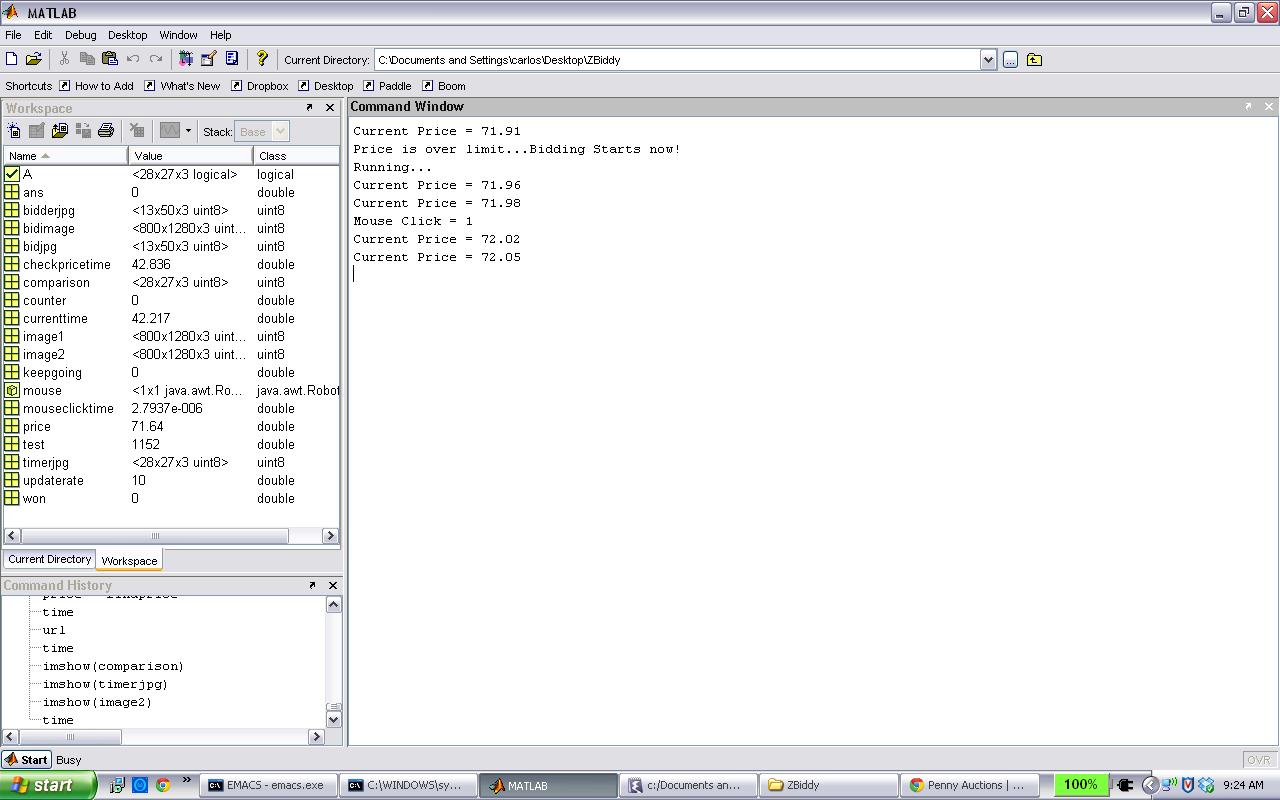 MATLAB
File Edit Debug Desktop Window Help
Current Directory: C:\Documents and Settings\carlos\Desktop\ZBiddy ...
Shortcuts How to Add What's New Dropbox Desktop Paddle Boom
Workspace
Stack: Base
Name Value Class
A <28x27x3 logical> logical
ans 0 double
bidderjpg <13x50x3 uint8> uint8
bidimage <800x1280x3 uint... uint8
bidjpg <13x50x3 uint8> uint8
checkpricetime 42.836 double
comparison <28x27x3 uint8> uint8
counter 0 double
currenttime 42.217 double
image1 <800x1280x3 uint... uint8
image2 <800x1280x3 uint... uint8
keepgoing 0 double
mouse <1x1 java.awt.Ro... java.awt.Robot
mouseclicktime 2.7937e-006 double
price 71.64 double
test 1152 double
timerjpg <28x27x3 uint8> uint8
updaterate 10 double
won 0 double
Current Directory Workspace
Command History
time
url
time
imshow(comparison)
imshow(timerjpg)
imshow(image2)
time
Command Window
Current Price = 71.91
Price is over limit...Bidding Starts now!
Running...
Current Price = 71.96
Current Price = 71.98
Mouse Click = 1
Current Price = 72.02
Current Price = 72.05
Start Busy
OVR
start
EMACS - emacs.exe C:\WINDOWS\sy... MATLAB c:/Documents an... ZBiddy Penny Auctions | ... 100% 9:24 AM